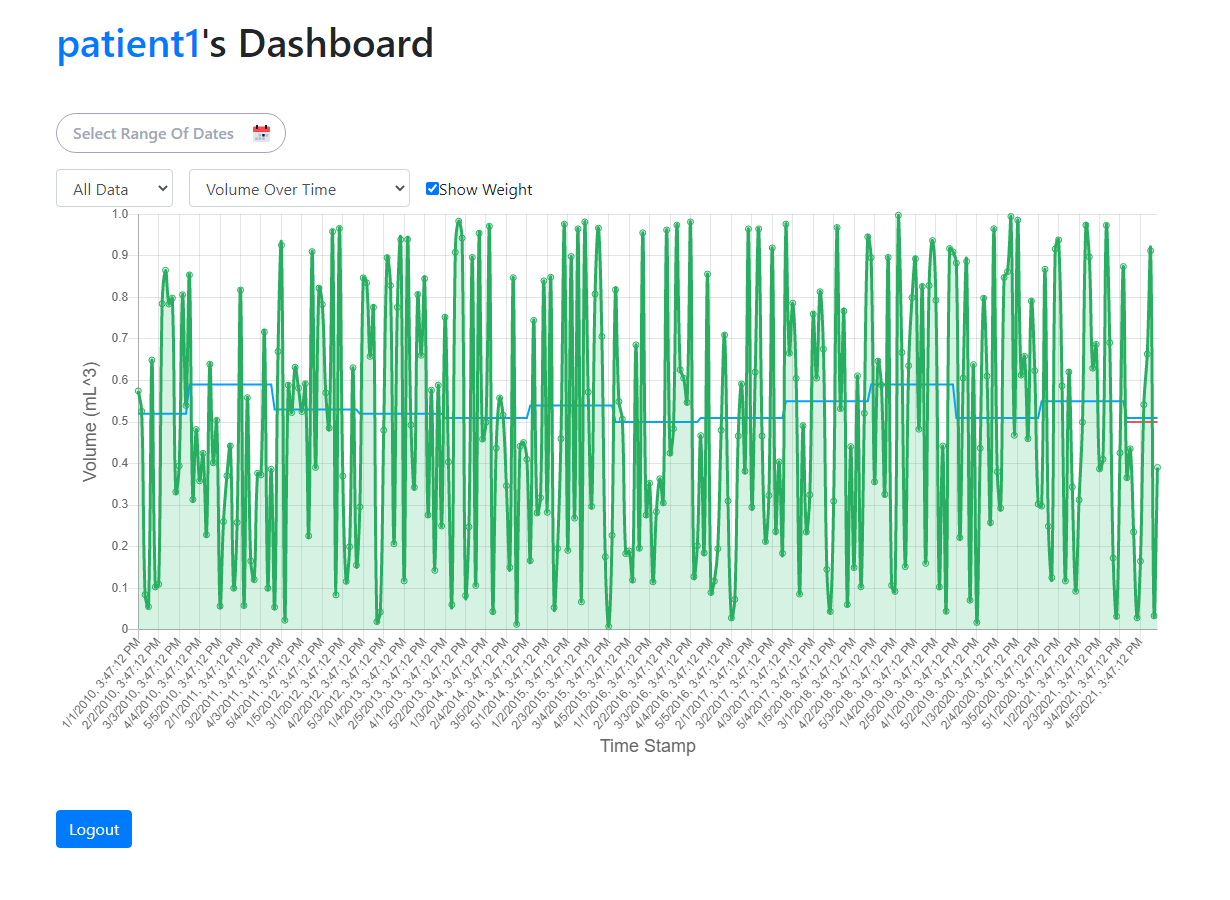 patient1's Dashboard
Select Range Of Dates
All Data
Volume Over Time
Show Weight
Volume (mL^3)
1.0
0.9
0.8
0.7
0.6
0.5
0.4
0.3
0.2
0.1
0
1/1/2010, 3:47:12 PM
2/2/2010, 3:47:12 PM
3/3/2010, 3:47:12 PM
4/4/2010, 3:47:12 PM
5/5/2010, 3:47:12 PM
2/1/2011, 3:47:12 PM
3/2/2011, 3:47:12 PM
4/3/2011, 3:47:12 PM
5/4/2011, 3:47:12 PM
1/5/2012, 3:47:12 PM
3/1/2012, 3:47:12 PM
4/2/2012, 3:47:12 PM
5/3/2012, 3:47:12 PM
1/4/2013, 3:47:12 PM
2/5/2013, 3:47:12 PM
4/1/2013, 3:47:12 PM
5/2/2013, 3:47:12 PM
1/3/2014, 3:47:12 PM
2/4/2014, 3:47:12 PM
3/5/2014, 3:47:12 PM
5/1/2014, 3:47:12 PM
1/2/2015, 3:47:12 PM
2/3/2015, 3:47:12 PM
3/4/2015, 3:47:12 PM
4/5/2015, 3:47:12 PM
1/1/2016, 3:47:12 PM
2/2/2016, 3:47:12 PM
3/3/2016, 3:47:12 PM
4/4/2016, 3:47:12 PM
5/5/2016, 3:47:12 PM
2/1/2017, 3:47:12 PM
3/2/2017, 3:47:12 PM
4/3/2017, 3:47:12 PM
5/4/2017, 3:47:12 PM
1/5/2018, 3:47:12 PM
3/1/2018, 3:47:12 PM
4/2/2018, 3:47:12 PM
5/3/2018, 3:47:12 PM
1/4/2019, 3:47:12 PM
2/5/2019, 3:47:12 PM
4/1/2019, 3:47:12 PM
5/2/2019, 3:47:12 PM
1/3/2020, 3:47:12 PM
2/4/2020, 3:47:12 PM
3/5/2020, 3:47:12 PM
5/1/2020, 3:47:12 PM
1/2/2021, 3:47:12 PM
2/3/2021, 3:47:12 PM
3/4/2021, 3:47:12 PM
4/5/2021, 3:47:12 PM
Time Stamp
Logout